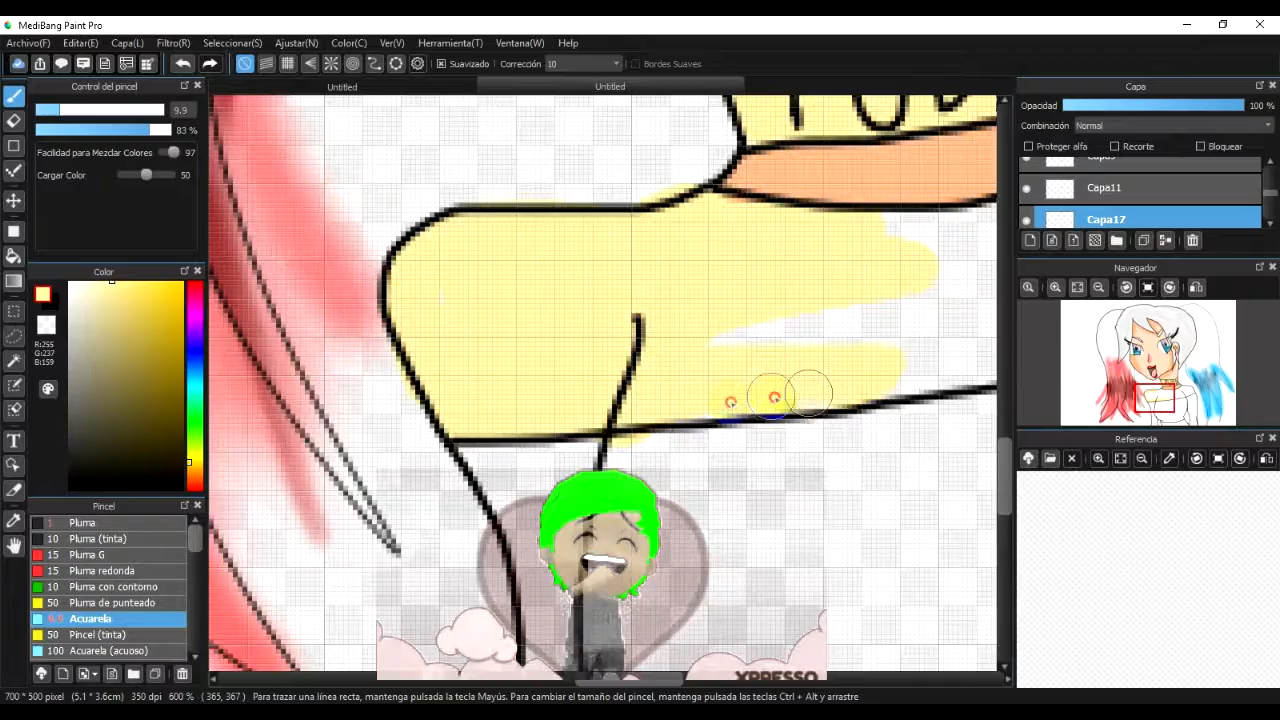 MediBang Paint Pro
Archivo(F) Editar(E) Capa(L) Filtro(R) Seleccionar(S) Ajustar(N) Color(C) Ver(V) Herramienta(T) Ventana(W) Help
Suavizado Corrección 10 Bordes Suaves
Control del pincel Untitled Untitled Capa
9.9 Opacidad 100 %
83 % Combinación Normal
Facilidad para Mezclar Colores 97 Proteger alfa Recorte Bloquear
Cargar Color 50
Capa11
Capa17
Color Navegador
R:255
G:237
B:159
Referencia
Pincel
1 Pluma
10 Pluma (tinta)
15 Pluma G
15 Pluma redonda
10 Pluma con contorno
50 Pluma de punteado
9.9 Acuarela
50 Pincel (tinta)
100 Acuarela (acuoso)
XPRESSO
700 * 500 pixel (5.1 * 3.6cm) 350 dpi 600 % ( 365, 367 ) Para trazar una línea recta, mantenga pulsada la tecla Mayús. Para cambiar el tamaño del pincel, mantenga pulsadas las teclas Ctrl + Alt y arrastre